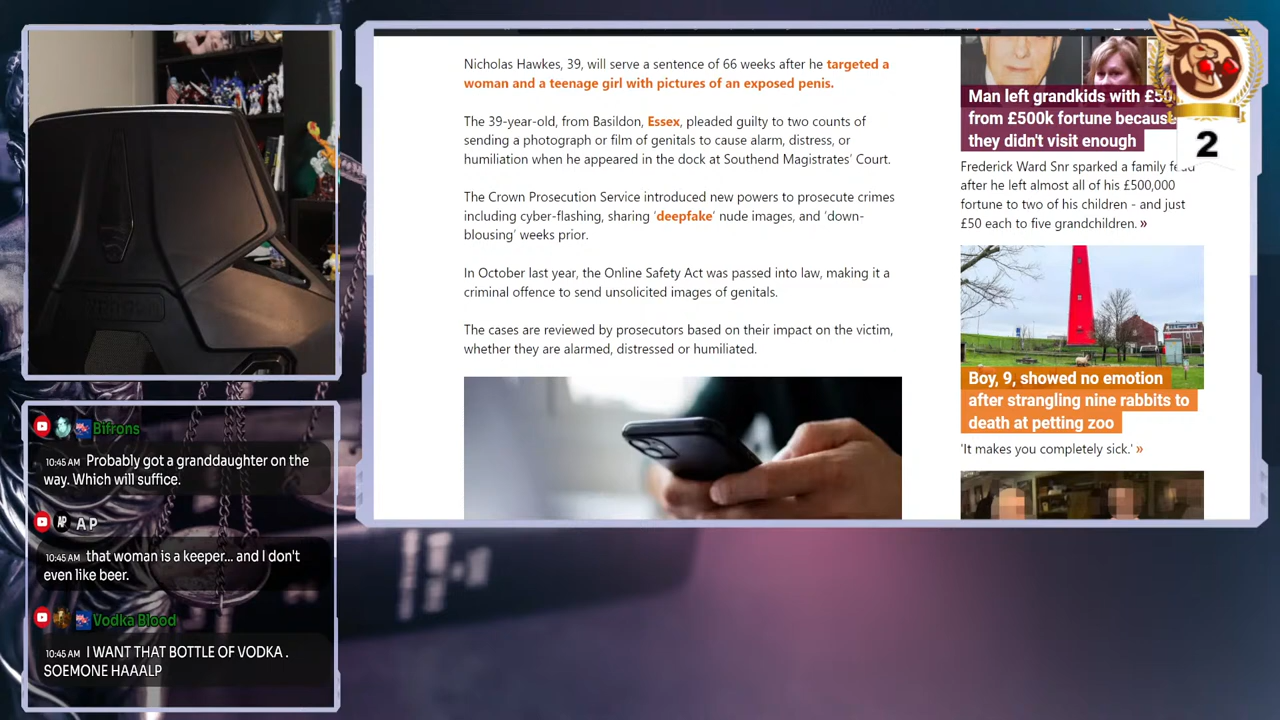 Nicholas Hawkes, 39, will serve a sentence of 66 weeks after he targeted a
woman and a teenage girl with pictures of an exposed penis.
The 39-year-old, from Basildon, Essex, pleaded guilty to two counts of
sending a photograph or film of genitals to cause alarm, distress, or
humiliation when he appeared in the dock at Southend Magistrates' Court.
The Crown Prosecution Service introduced new powers to prosecute crimes
including cyber-flashing, sharing 'deepfake' nude images, and 'down-
blousing' weeks prior.
In October last year, the Online Safety Act was passed into law, making it a
criminal offence to send unsolicited images of genitals.
The cases are reviewed by prosecutors based on their impact on the victim,
whether they are alarmed, distressed or humiliated.
Man left grandkids with £50
from £500k fortune because
they didn't visit enough
Frederick Ward Snr sparked a family feud
after he left almost all of his £500,000
fortune to two of his children - and just
£50 each to five grandchildren. »
Boy, 9, showed no emotion
after strangling nine rabbits to
death at petting zoo
'It makes you completely sick.' »
2
Bifrons
10:45 AM Probably got a granddaughter on the
way. Which will suffice.
AP A P
10:45 AM that woman is a keeper... and I don't
even like beer.
Vodka Blood
10:45 AM I WANT THAT BOTTLE OF VODKA .
SOEMONE HAAALP